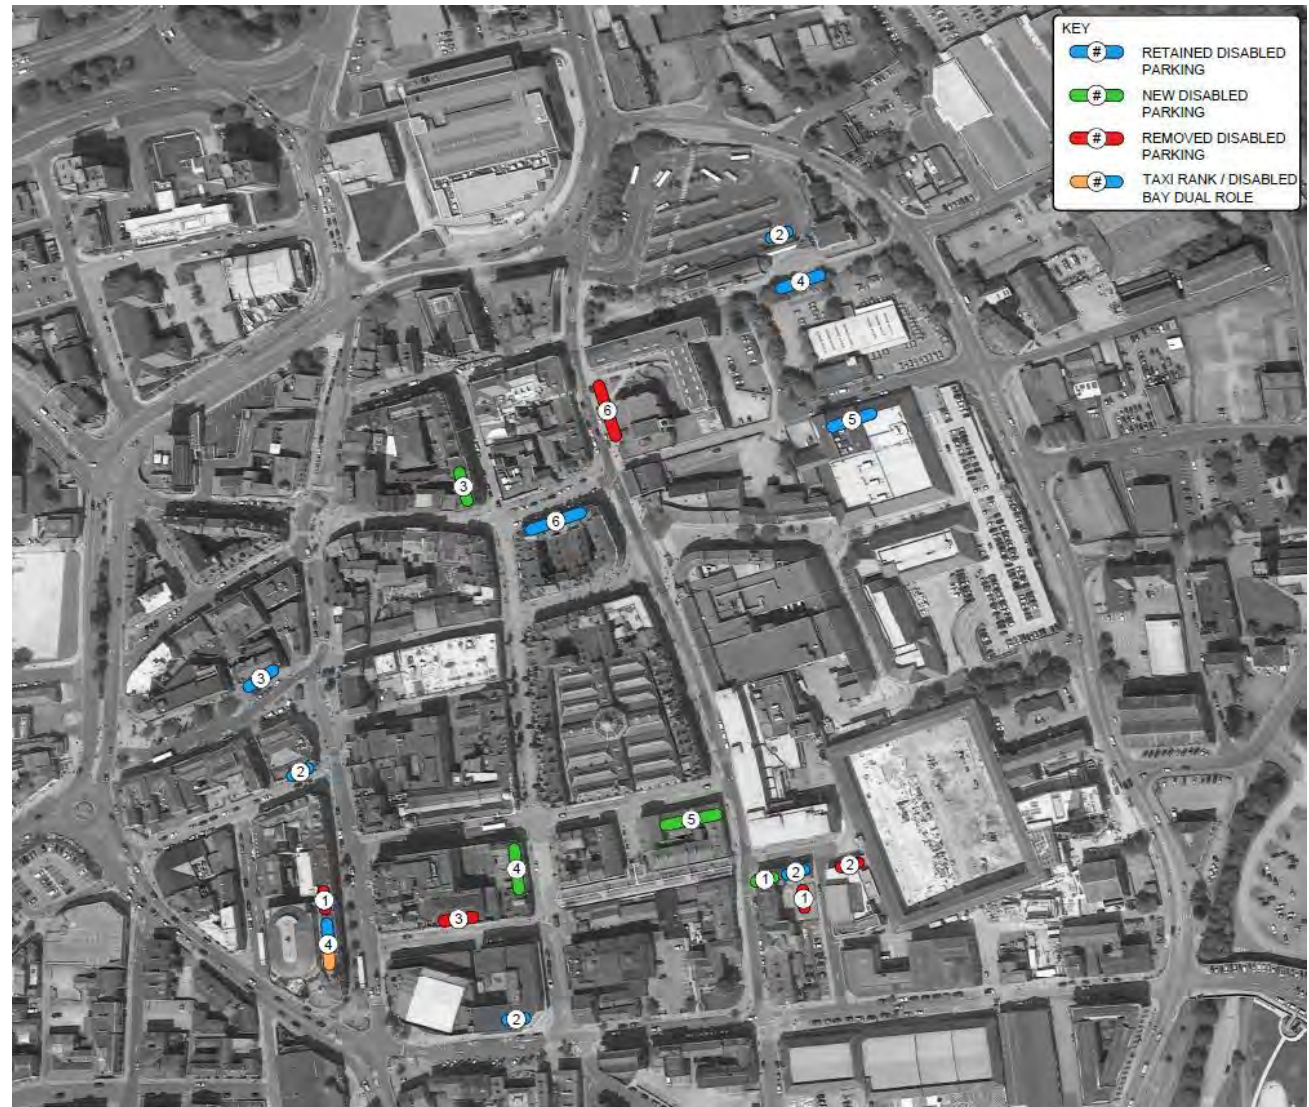 KEY
# RETAINED DISABLED
PARKING
# NEW DISABLED
PARKING
# REMOVED DISABLED
PARKING
# TAXI RANK / DISABLED
BAY DUAL ROLE
2
4
6
5
3
6
3
2
5
4
1
2
2
1
1
3
4
2